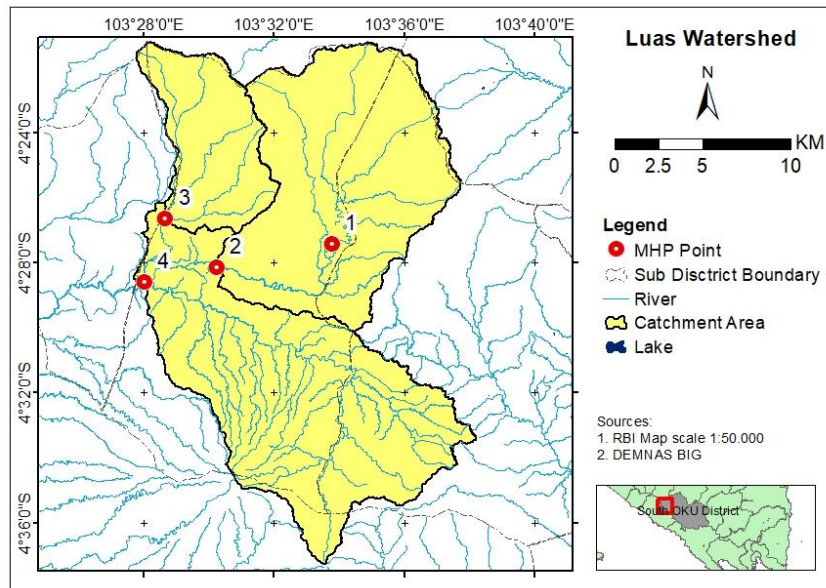 103°28'0"E 103°32'0"E 103°36'0"E 103°40'0"E
4°24'0"S
4°28'0"S
4°32'0"S
4°36'0"S
3
1
2
4
Luas Watershed
N
KM
0 2.5 5 10
Legend
MHP Point
Sub Disctrict Boundary
River
Catchment Area
Lake
Sources:
1. RBI Map scale 1:50.000
2. DEMNAS BIG
South OKU District